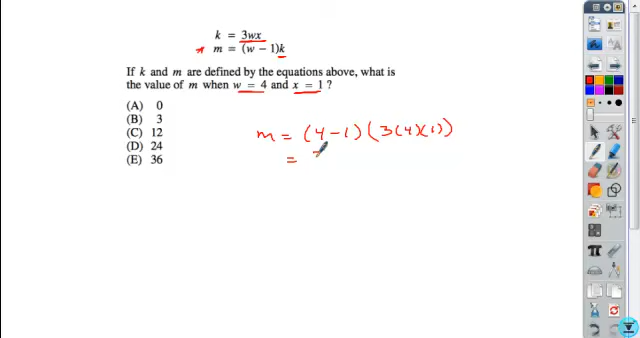 k = 3wx
m = (w − 1)k
If k and m are defined by the equations above, what is
the value of m when w = 4 and x = 1 ?
(A) 0
(B) 3
(C) 12
(D) 24
(E) 36
m = (4 - 1) (3(4)(1))
=